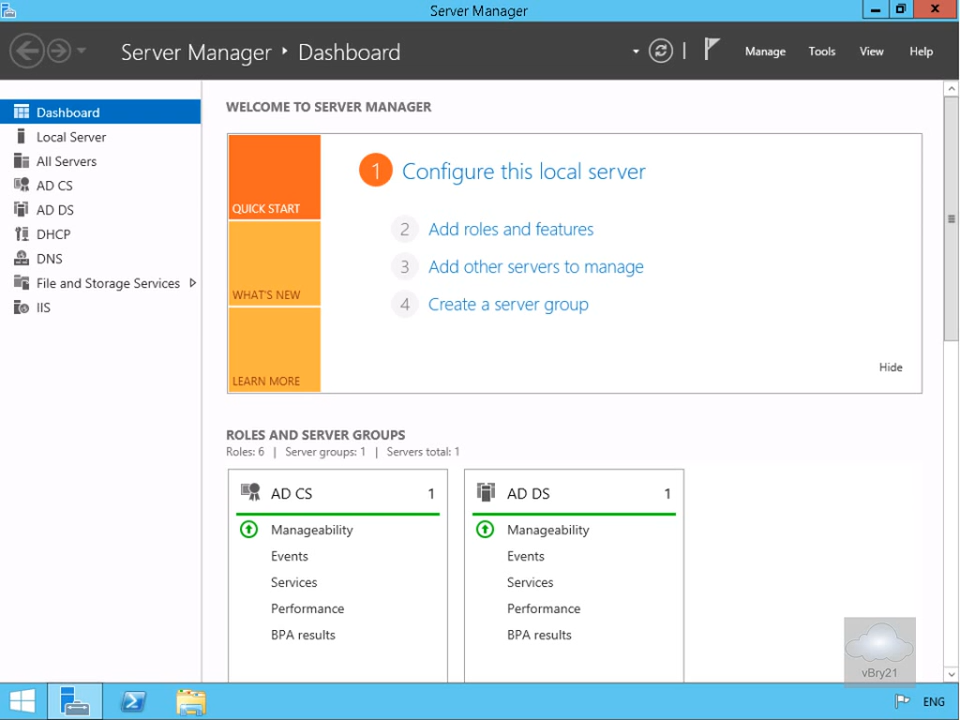 Server Manager
Server Manager ‣ Dashboard
Manage Tools View Help
Dashboard
Local Server
All Servers
AD CS
AD DS
DHCP
DNS
File and Storage Services
IIS
WELCOME TO SERVER MANAGER
QUICK START
WHAT'S NEW
LEARN MORE
1 Configure this local server
2 Add roles and features
3 Add other servers to manage
4 Create a server group
Hide
ROLES AND SERVER GROUPS
Roles: 6 | Server groups: 1 | Servers total: 1
AD CS 1
Manageability
Events
Services
Performance
BPA results
AD DS 1
Manageability
Events
Services
Performance
BPA results
vBry21
ENG